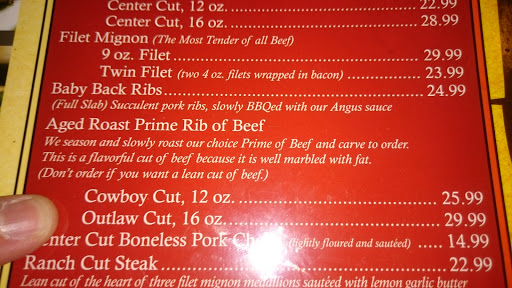 Center Cut, 12 oz. 22.99
Center Cut, 16 oz. 28.99
Filet Mignon (The Most Tender of all Beef)
9 oz. Filet 29.99
Twin Filet (two 4 oz. filets wrapped in bacon) 23.99
Baby Back Ribs 24.99
(Full Slab) Succulent pork ribs, slowly BBQed with our Angus sauce
Aged Roast Prime Rib of Beef
We season and slowly roast our choice Prime of Beef and carve to order.
This is a flavorful cut of beef because it is well marbled with fat.
(Don't order if you want a lean cut of beef.)
Cowboy Cut, 12 oz. 25.99
Outlaw Cut, 16 oz. 29.99
enter Cut Boneless Pork (lightly floured and sautéed) 14.99
Ranch Cut Steak 22.99
Lean cut of the heart of three filet mignon medallions sautéed with lemon garlic butter